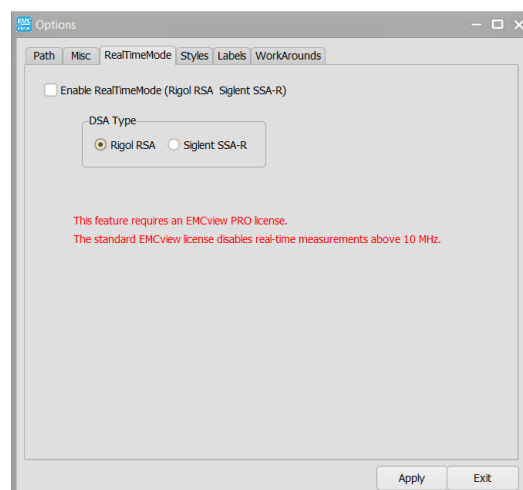 EMC
view
Options
Path Misc RealTimeMode Styles Labels WorkArounds
Enable RealTimeMode (Rigol RSA Siglent SSA-R)
DSA Type
Rigol RSA Siglent SSA-R
This feature requires an EMCview PRO license.
The standard EMCview license disables real-time measurements above 10 MHz.
Apply Exit